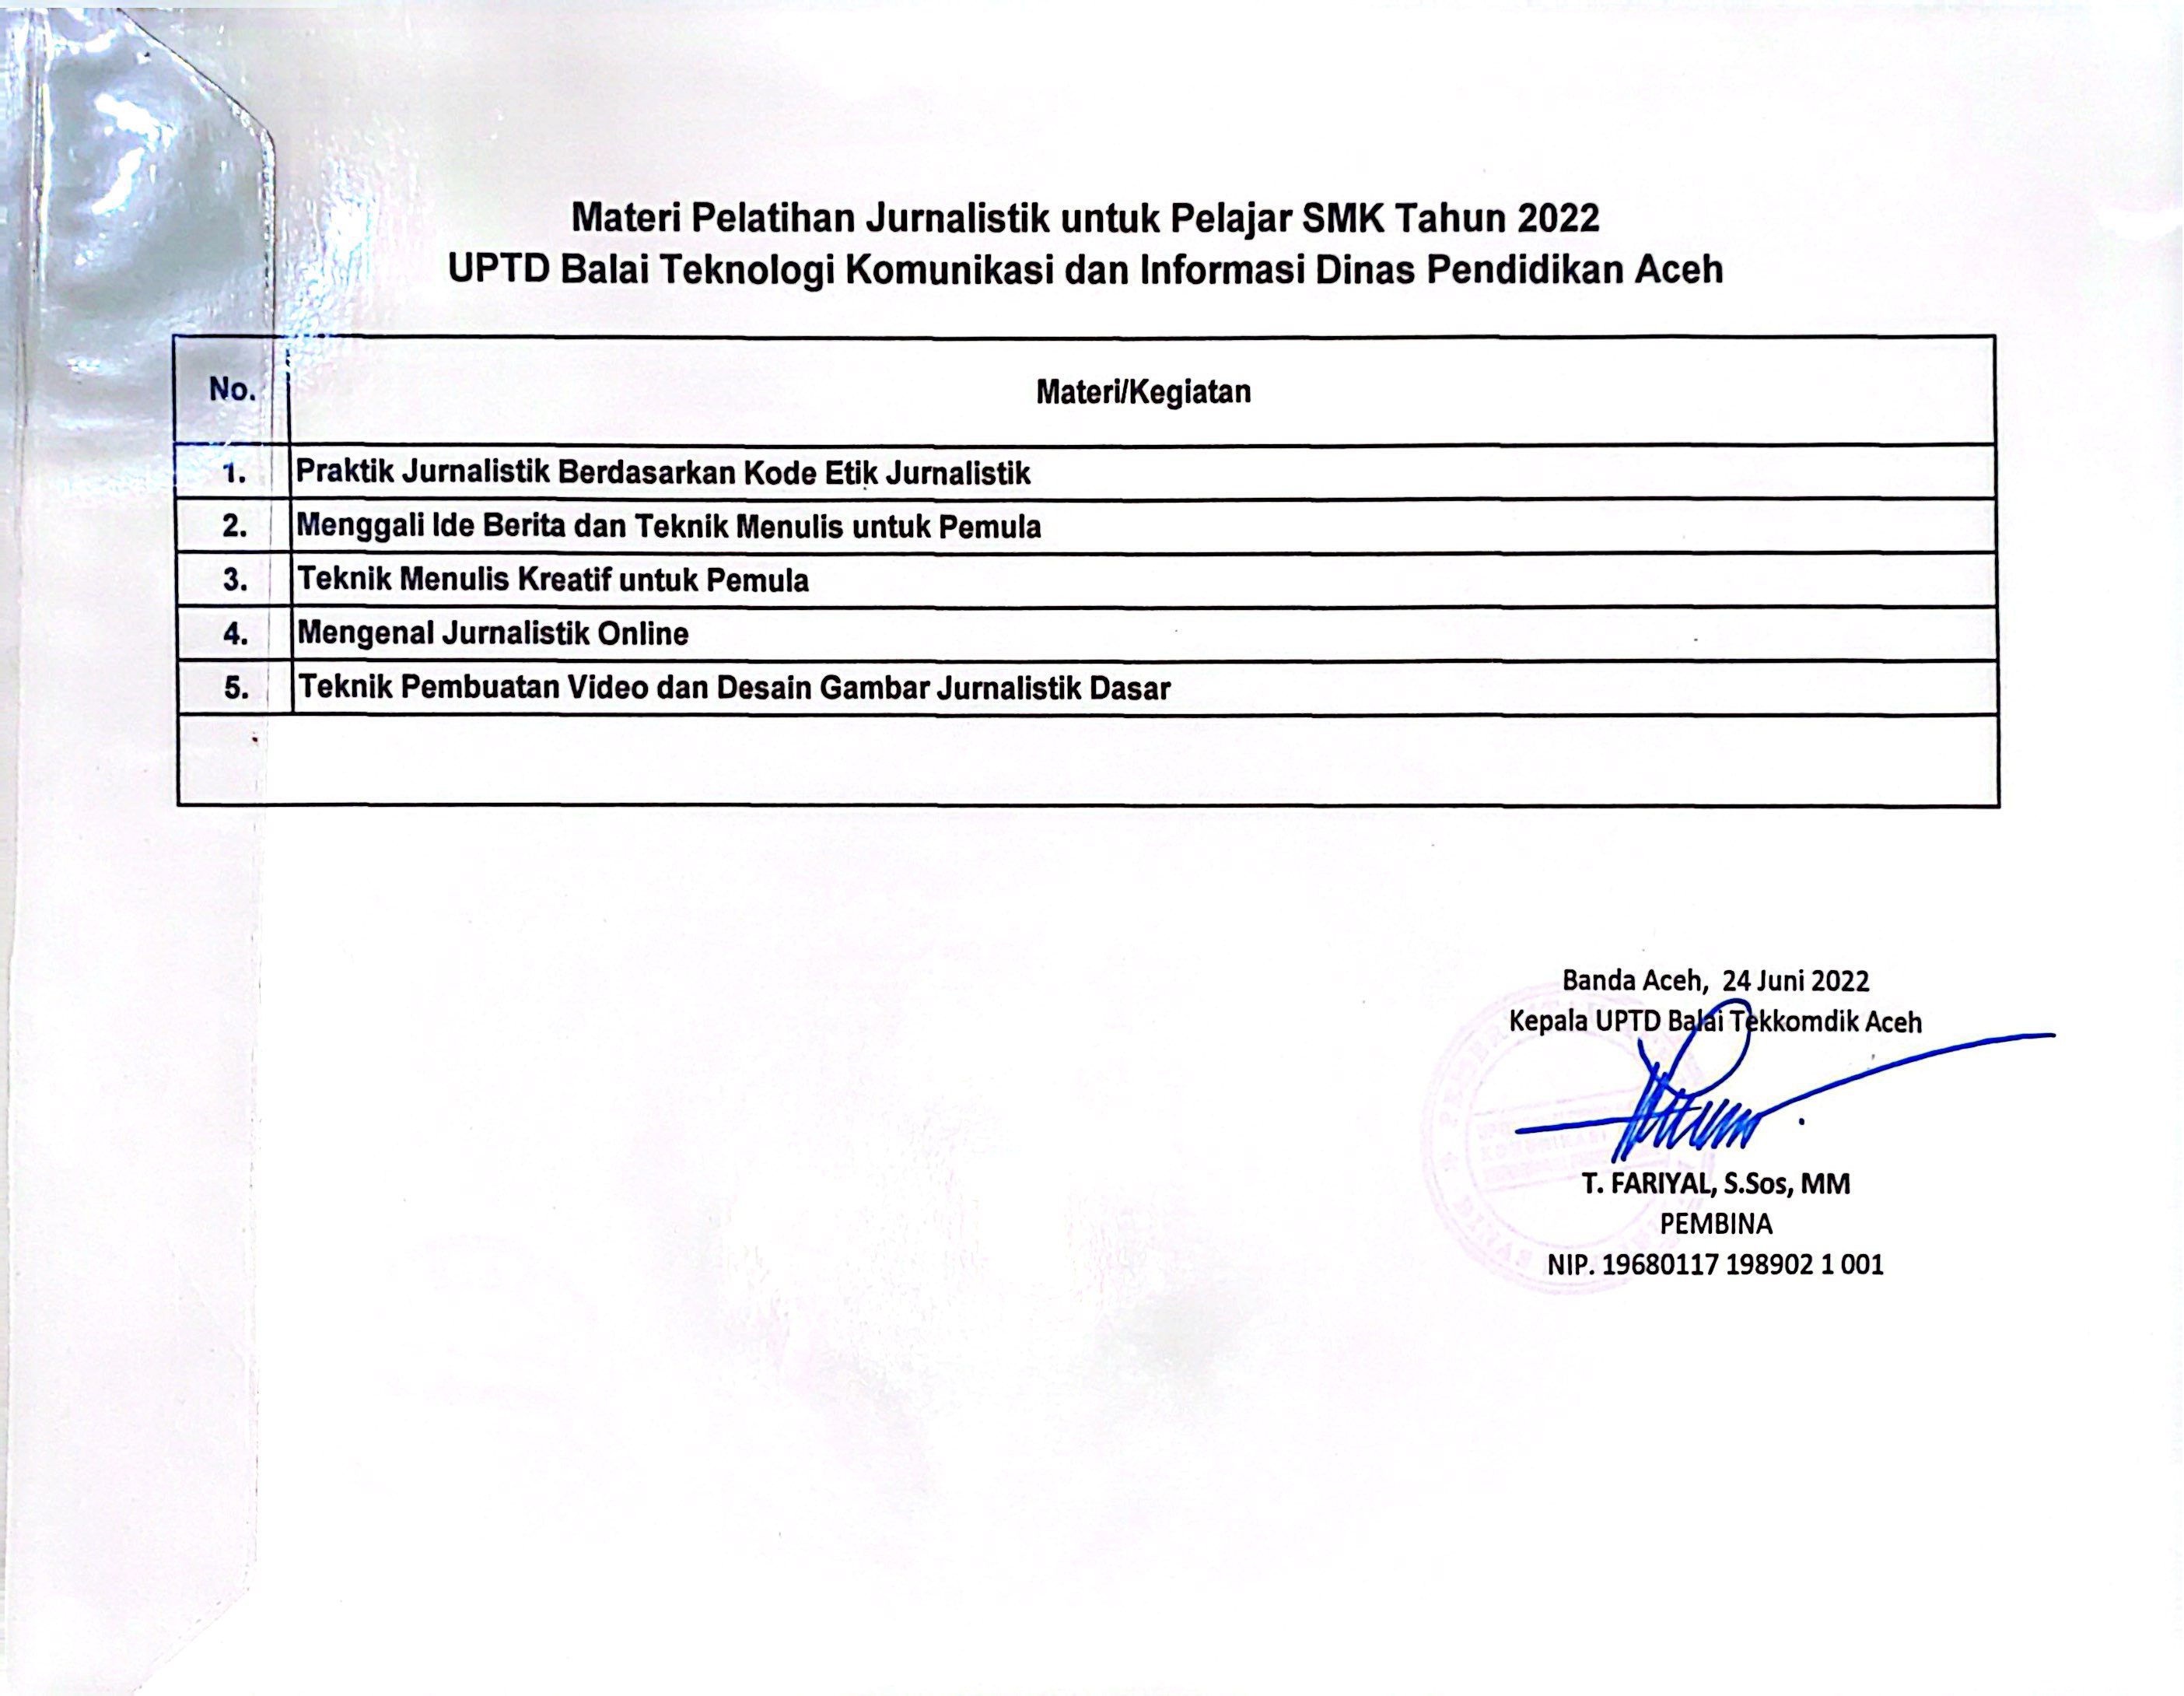 Materi Pelatihan Jurnalistik untuk Pelajar SMK Tahun 2022
UPTD Balai Teknologi Komunikasi dan Informasi Dinas Pendidikan Aceh
No. Materi/Kegiatan
1. Praktik Jurnalistik Berdasarkan Kode Etik Jurnalistik
2. Menggali Ide Berita dan Teknik Menulis untuk Pemula
3. Teknik Menulis Kreatif untuk Pemula
4. Mengenal Jurnalistik Online
5. Teknik Pembuatan Video dan Desain Gambar Jurnalistik Dasar
Banda Aceh, 24 Juni 2022
Kepala UPTD Balai Tekkomdik Aceh
T. FARIYAL, S.Sos, MM
PEMBINA
NIP. 19680117 198902 1 001